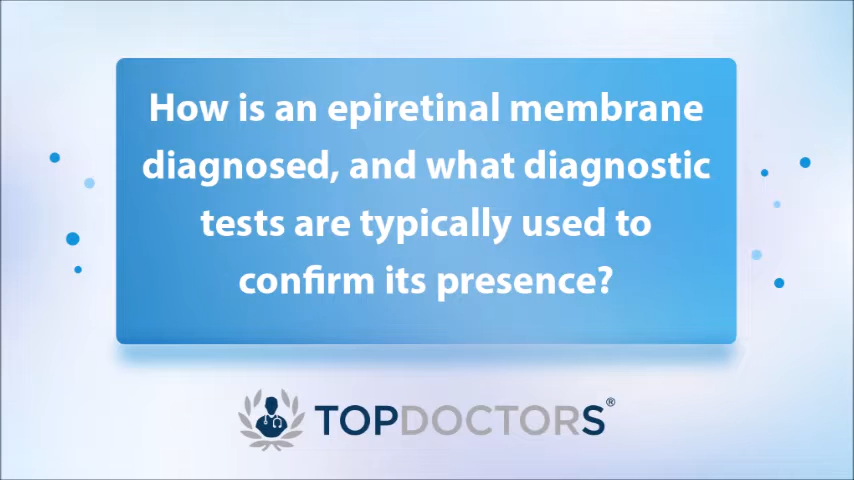 How is an epiretinal membrane
diagnosed, and what diagnostic
tests are typically used to
confirm its presence?
TOPDOCTORS®